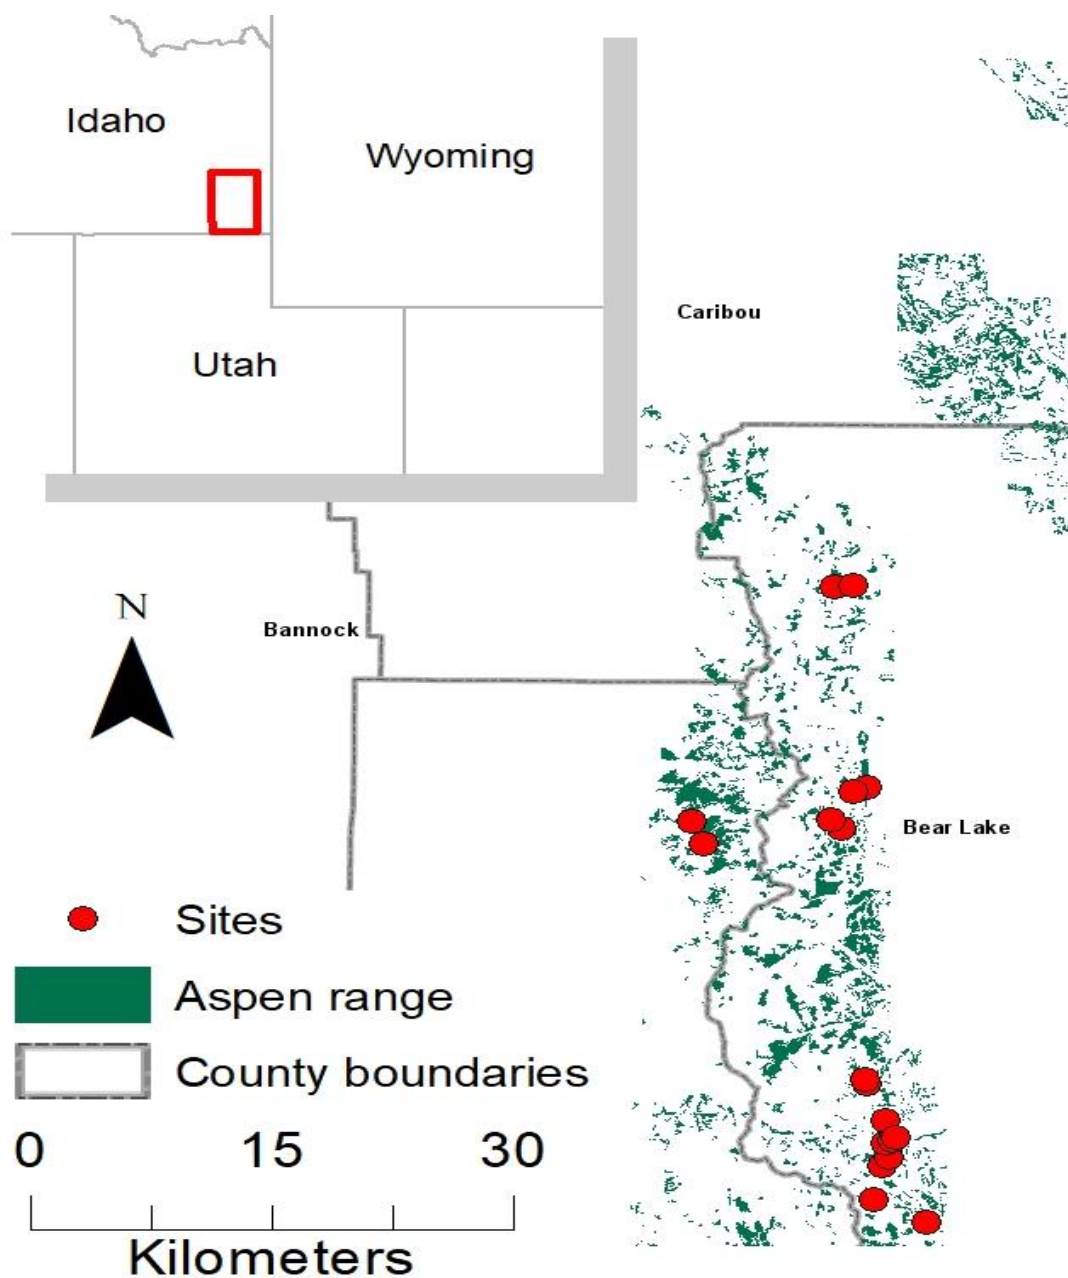 Idaho
Wyoming
Utah
Caribou
N
Bannock
Bear Lake
Sites
Aspen range
County boundaries
0 15 30
Kilometers